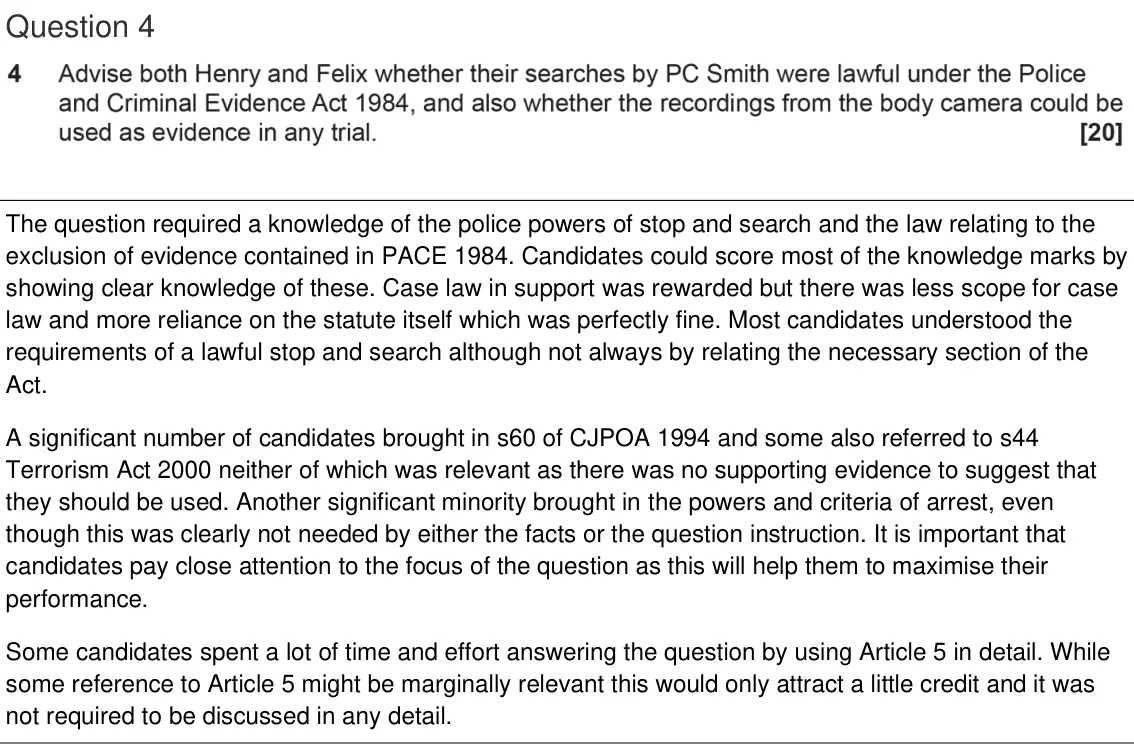 Question 4
4 Advise both Henry and Felix whether their searches by PC Smith were lawful under the Police
and Criminal Evidence Act 1984, and also whether the recordings from the body camera could be
used as evidence in any trial. [20]
The question required a knowledge of the police powers of stop and search and the law relating to the
exclusion of evidence contained in PACE 1984. Candidates could score most of the knowledge marks by
showing clear knowledge of these. Case law in support was rewarded but there was less scope for case
law and more reliance on the statute itself which was perfectly fine. Most candidates understood the
requirements of a lawful stop and search although not always by relating the necessary section of the
Act.
A significant number of candidates brought in s60 of CJPOA 1994 and some also referred to s44
Terrorism Act 2000 neither of which was relevant as there was no supporting evidence to suggest that
they should be used. Another significant minority brought in the powers and criteria of arrest, even
though this was clearly not needed by either the facts or the question instruction. It is important that
candidates pay close attention to the focus of the question as this will help them to maximise their
performance.
Some candidates spent a lot of time and effort answering the question by using Article 5 in detail. While
some reference to Article 5 might be marginally relevant this would only attract a little credit and it was
not required to be discussed in any detail.